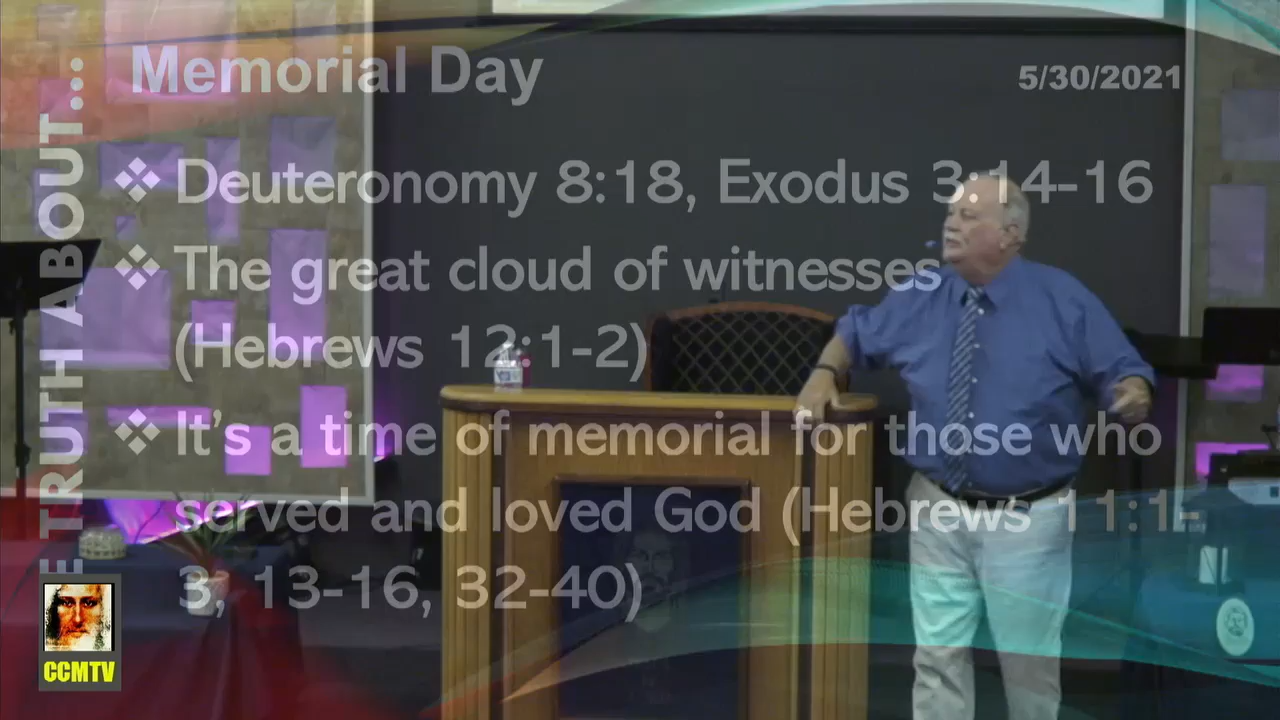 Memorial Day
5/30/2021
E TRUTH ABOUT...
❖ Deuteronomy 8:18, Exodus 3:14-16
❖ The great cloud of witnesses
(Hebrews 12:1-2)
❖ It's a time of memorial for those who
served and loved God (Hebrews 11:1-
3, 13-16, 32-40)
CCMTV